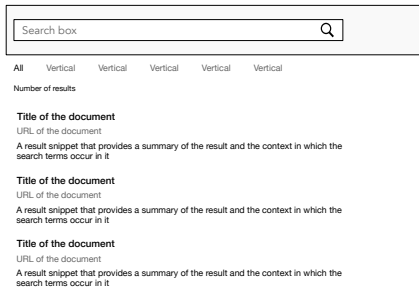 Search box
All Vertical Vertical Vertical Vertical Vertical
Number of results
Title of the document
URL of the document
A result snippet that provides a summary of the result and the context in which the
search terms occur in it
Title of the document
URL of the document
A result snippet that provides a summary of the result and the context in which the
search terms occur in it
Title of the document
URL of the document
A result snippet that provides a summary of the result and the context in which the
search terms occur in it